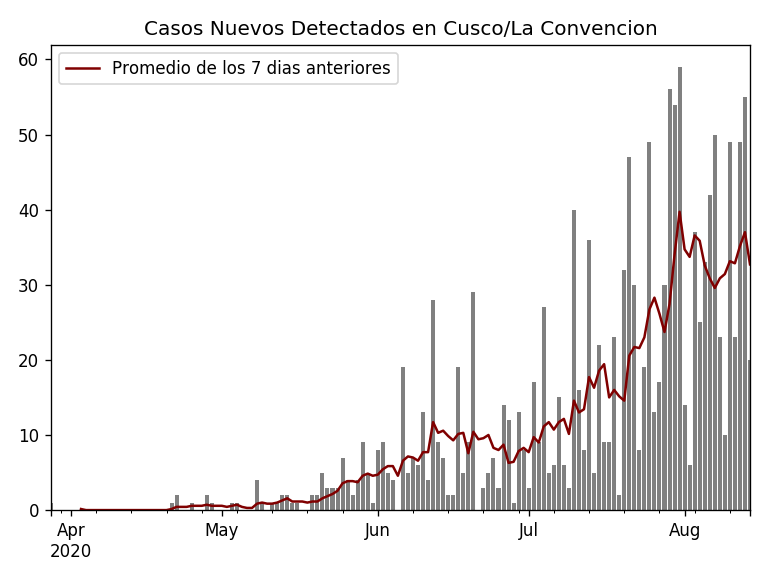 Casos Nuevos Detectados en Cusco/La Convencion
Promedio de los 7 dias anteriores
60
50
40
30
20
10
0
Apr
May
Jun
Jul
Aug
2020